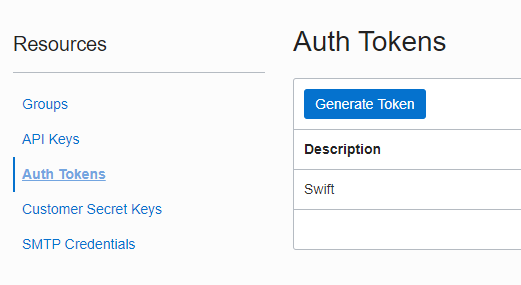 Resources
Groups
API Keys
Auth Tokens
Customer Secret Keys
SMTP Credentials
Auth Tokens
Generate Token
Description
Swift